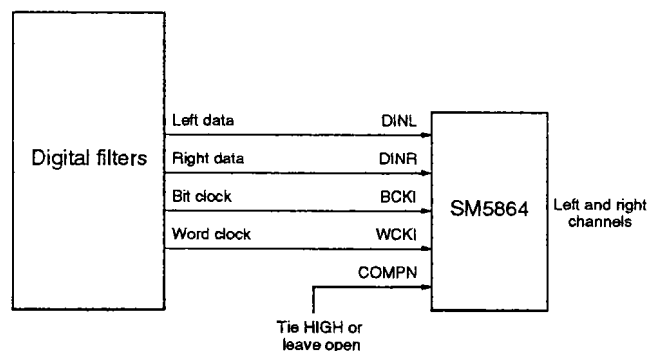 Left data DINL
Digital filters
Right data DINR
Bit clock BCKI
SM5864
Left and right
channels
Word clock WCKI
COMPN
Tie HIGH or
leave open